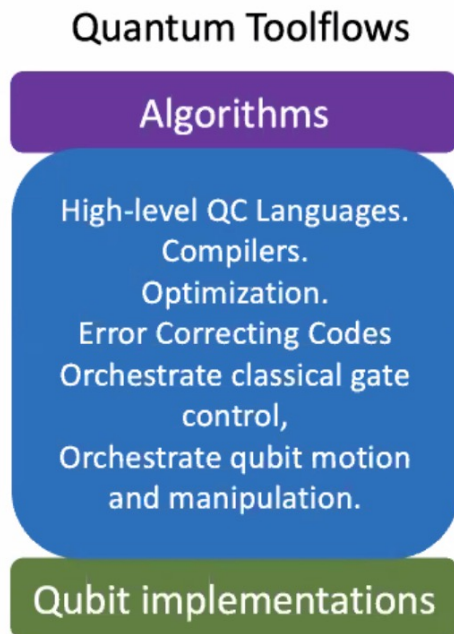 Quantum Toolflows
Algorithms
High-level QC Languages.
Compilers.
Optimization.
Error Correcting Codes
Orchestrate classical gate
control,
Orchestrate qubit motion
and manipulation.
Qubit implementations